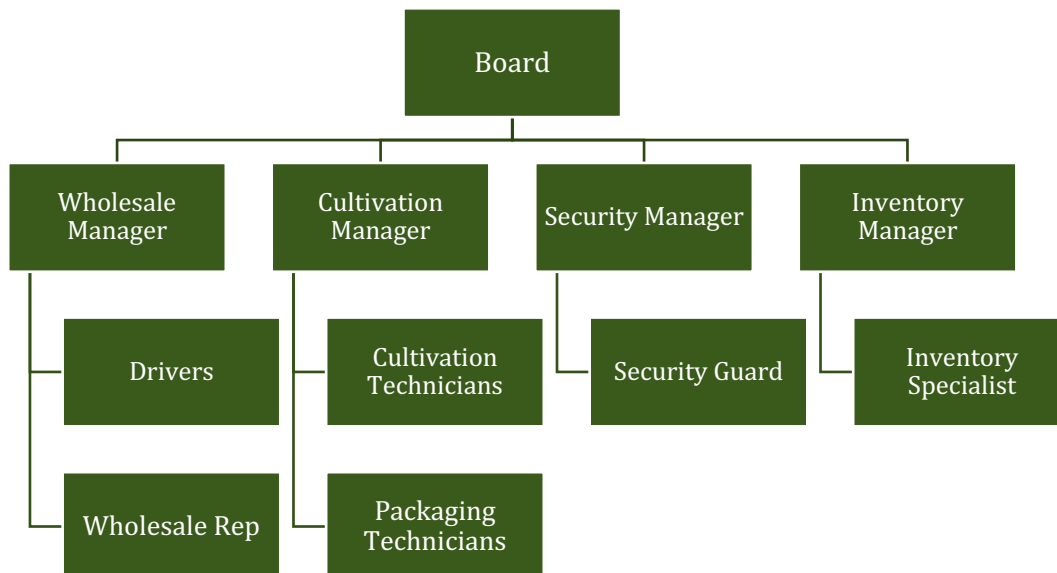 Board
Wholesale
Manager
Cultivation
Manager
Security Manager
Inventory
Manager
Drivers
Cultivation
Technicians
Security Guard
Inventory
Specialist
Wholesale Rep
Packaging
Technicians